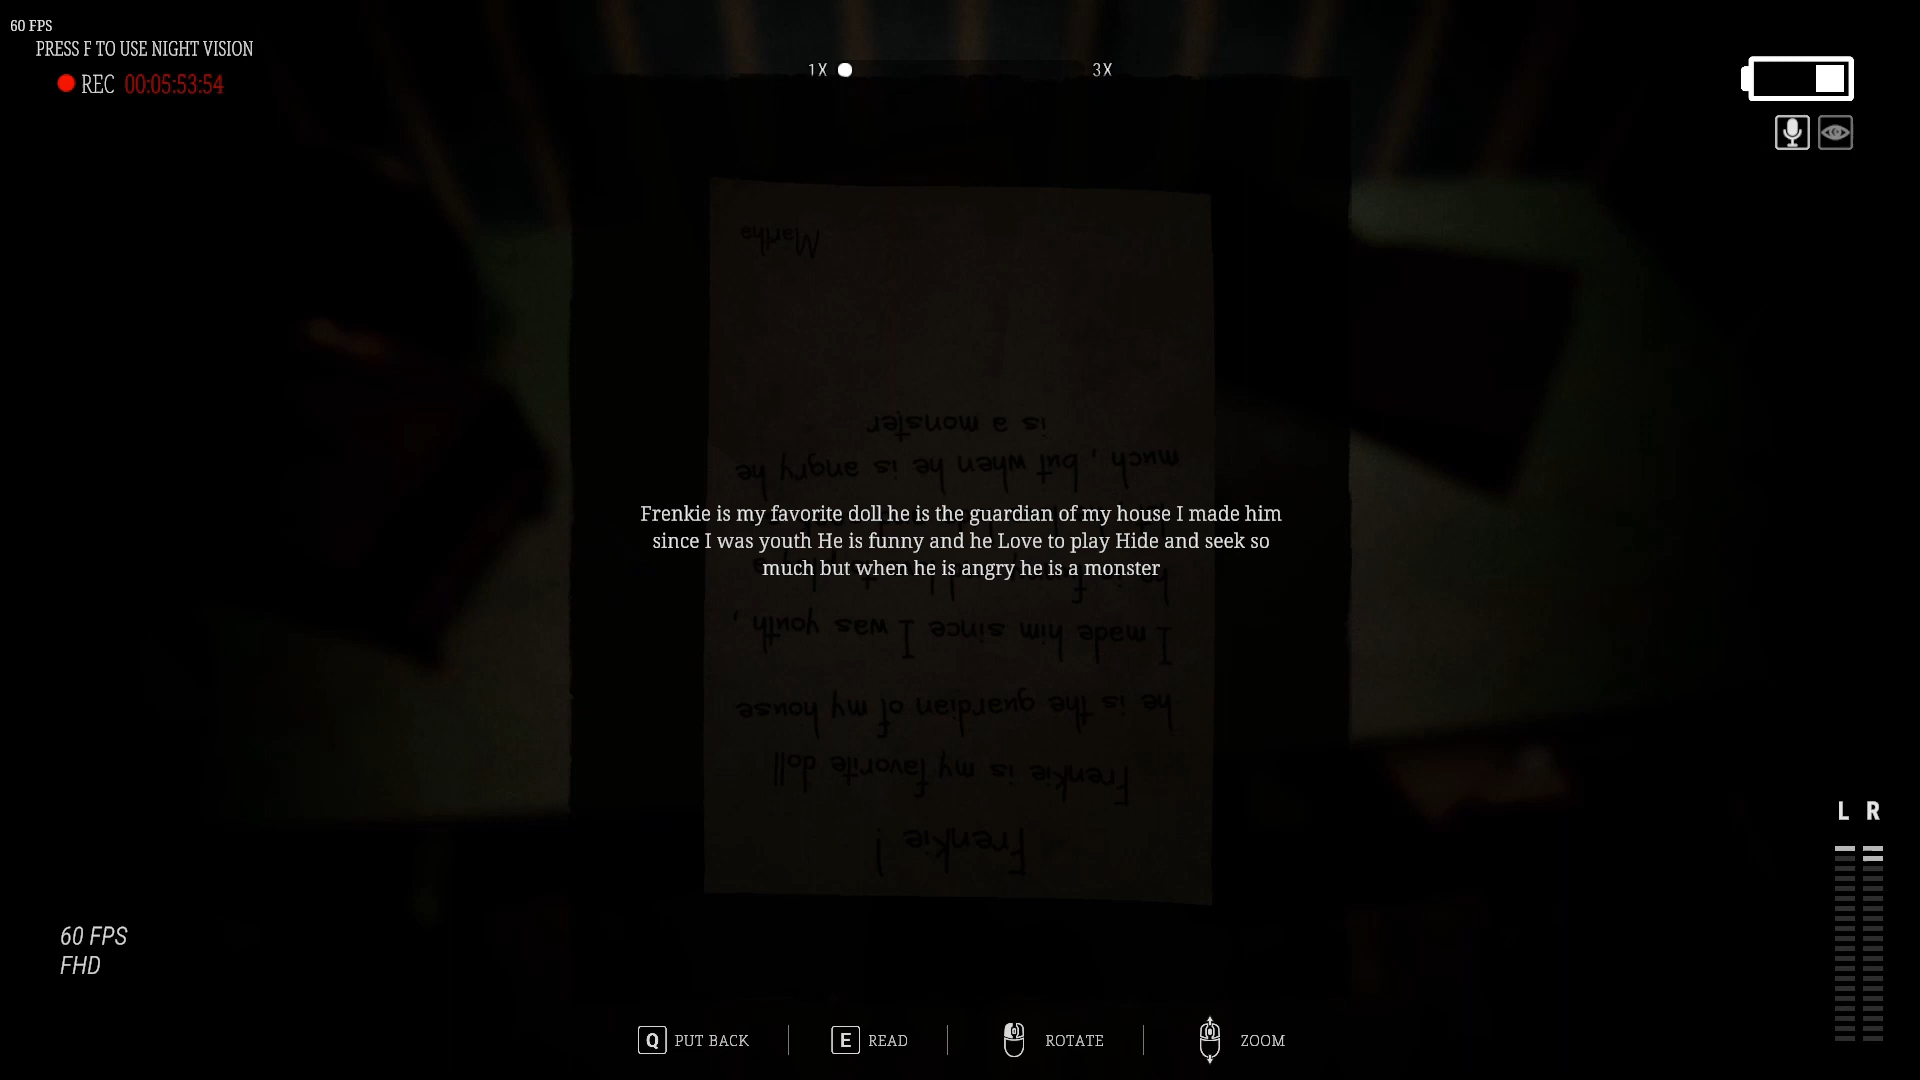 60 FPS
PRESS F TO USE NIGHT VISION
REC 00:05:53:54
1X 3X
Frenkie is my favorite doll he is the guardian of my house I made him
since I was youth He is funny and he Love to play Hide and seek so
much but when he is angry he is a monster
Frenkie !
Frenkie is my favorite doll
he is the guardian of my house
I made him since I was youth ,
much , but when he is angry he
is a monster
Martha
L R
60 FPS
FHD
Q PUT BACK
E READ
ROTATE
ZOOM